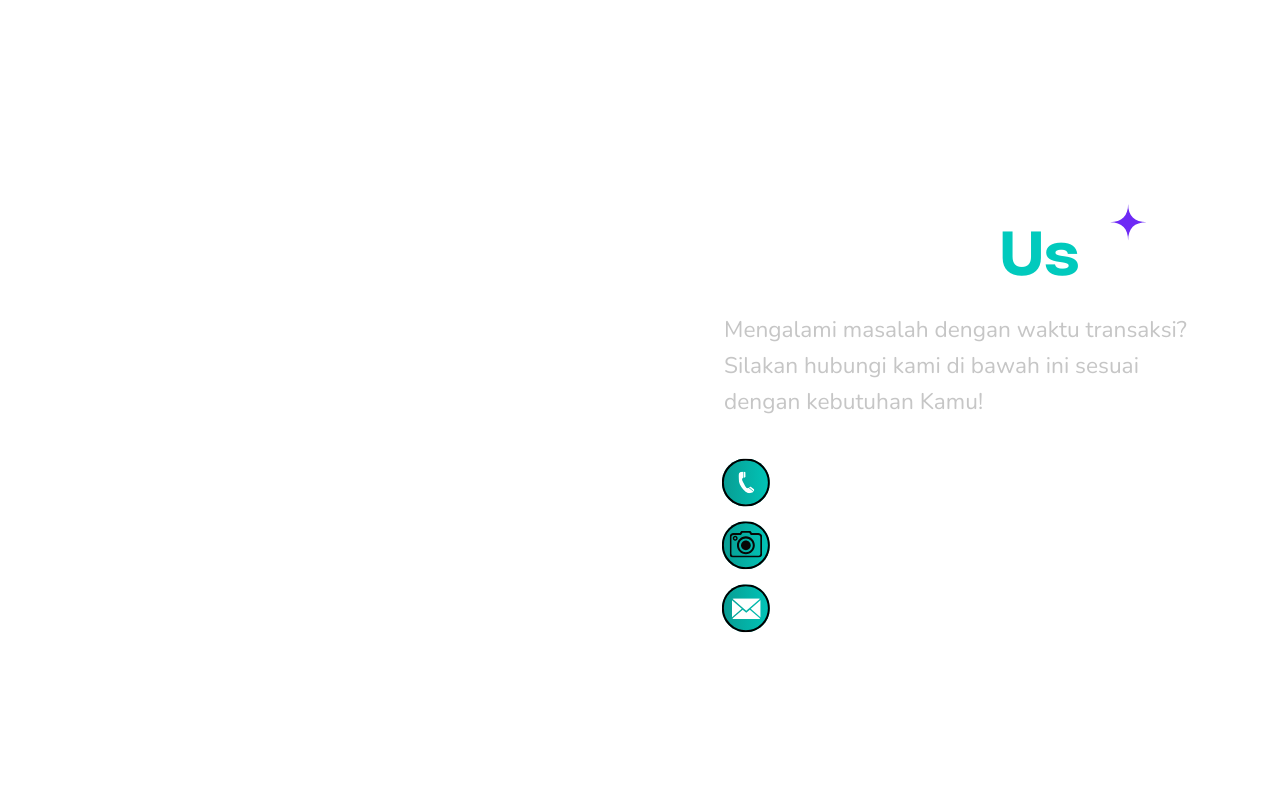 Us
Mengalami masalah dengan waktu transaksi?
Silakan hubungi kami di bawah ini sesuai
dengan kebutuhan Kamu!